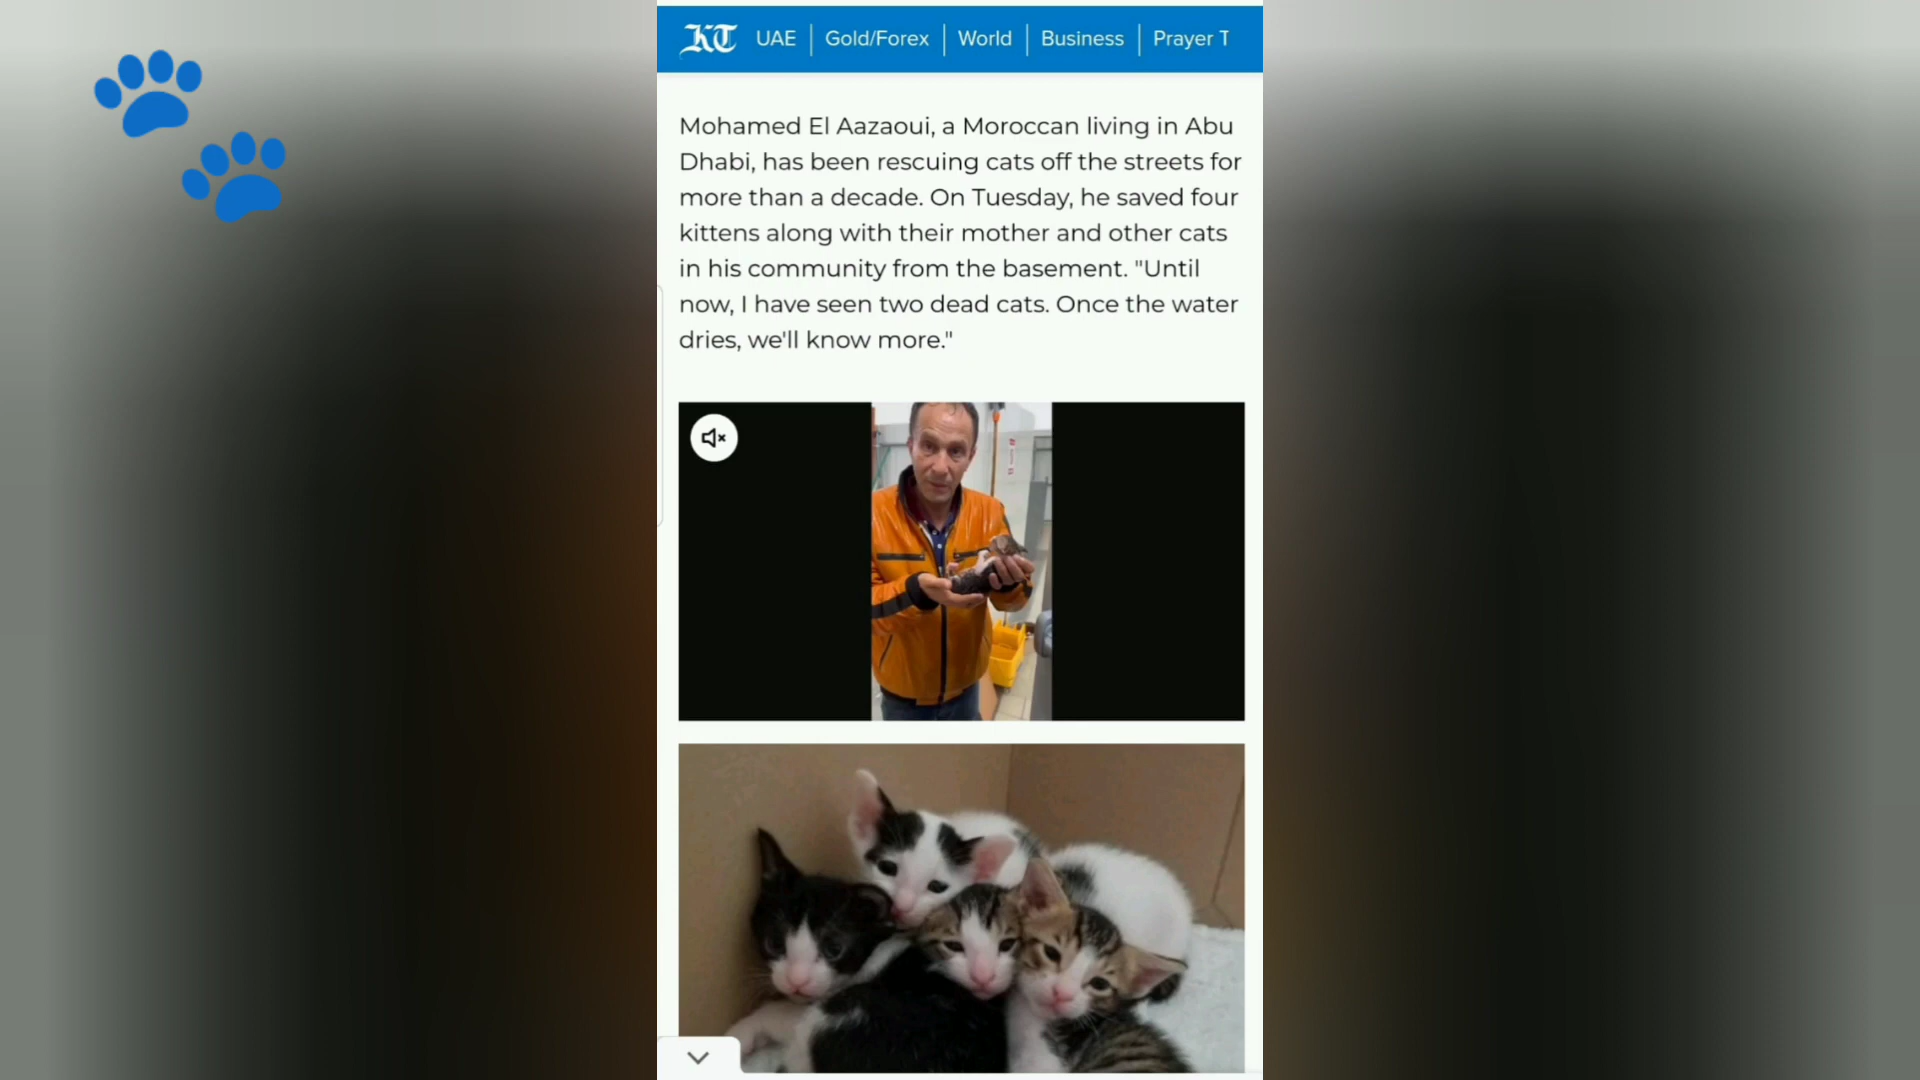 KT UAE Gold/Forex World Business Prayer T
Mohamed El Aazaoui, a Moroccan living in Abu
Dhabi, has been rescuing cats off the streets for
more than a decade. On Tuesday, he saved four
kittens along with their mother and other cats
in his community from the basement. "Until
now, I have seen two dead cats. Once the water
dries, we'll know more."